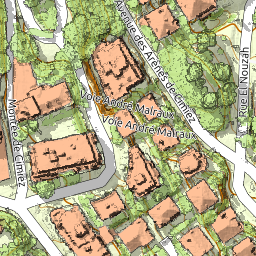 Avenue des Arènes de Cimiez
Voie André Malraux
Voie André Malraux
Montée de Cimiez
Rue El Nouzah